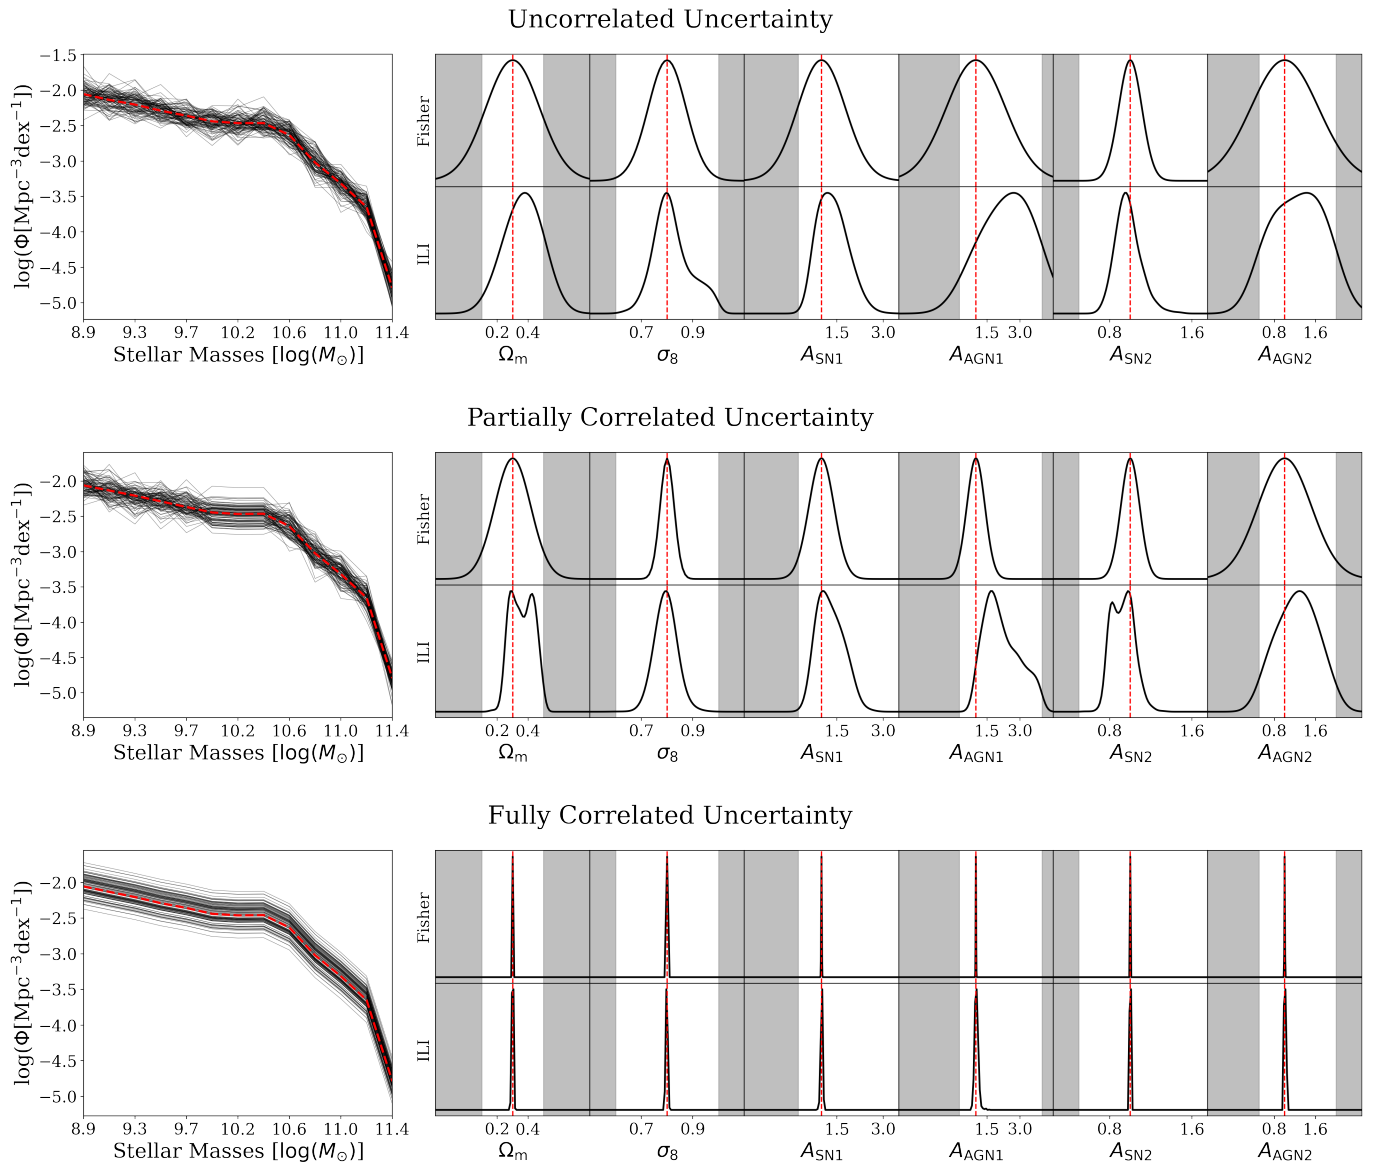 Uncorrelated Uncertainty
log(Φ[Mpc⁻³dex⁻¹])
−1.5
−2.0
−2.5
−3.0
−3.5
−4.0
−4.5
−5.0
8.9 9.3 9.7 10.2 10.6 11.0 11.4
Stellar Masses [log(M⊙)]
Fisher
ILI
0.2 0.4 0.7 0.9 1.5 3.0 1.5 3.0 0.8 1.6 0.8 1.6
Ωm σ8 ASN1 AAGN1 ASN2 AAGN2
Partially Correlated Uncertainty
log(Φ[Mpc⁻³dex⁻¹])
−2.0
−2.5
−3.0
−3.5
−4.0
−4.5
−5.0
8.9 9.3 9.7 10.2 10.6 11.0 11.4
Stellar Masses [log(M⊙)]
Fisher
ILI
0.2 0.4 0.7 0.9 1.5 3.0 1.5 3.0 0.8 1.6 0.8 1.6
Ωm σ8 ASN1 AAGN1 ASN2 AAGN2
Fully Correlated Uncertainty
log(Φ[Mpc⁻³dex⁻¹])
−2.0
−2.5
−3.0
−3.5
−4.0
−4.5
−5.0
8.9 9.3 9.7 10.2 10.6 11.0 11.4
Stellar Masses [log(M⊙)]
Fisher
ILI
0.2 0.4 0.7 0.9 1.5 3.0 1.5 3.0 0.8 1.6 0.8 1.6
Ωm σ8 ASN1 AAGN1 ASN2 AAGN2